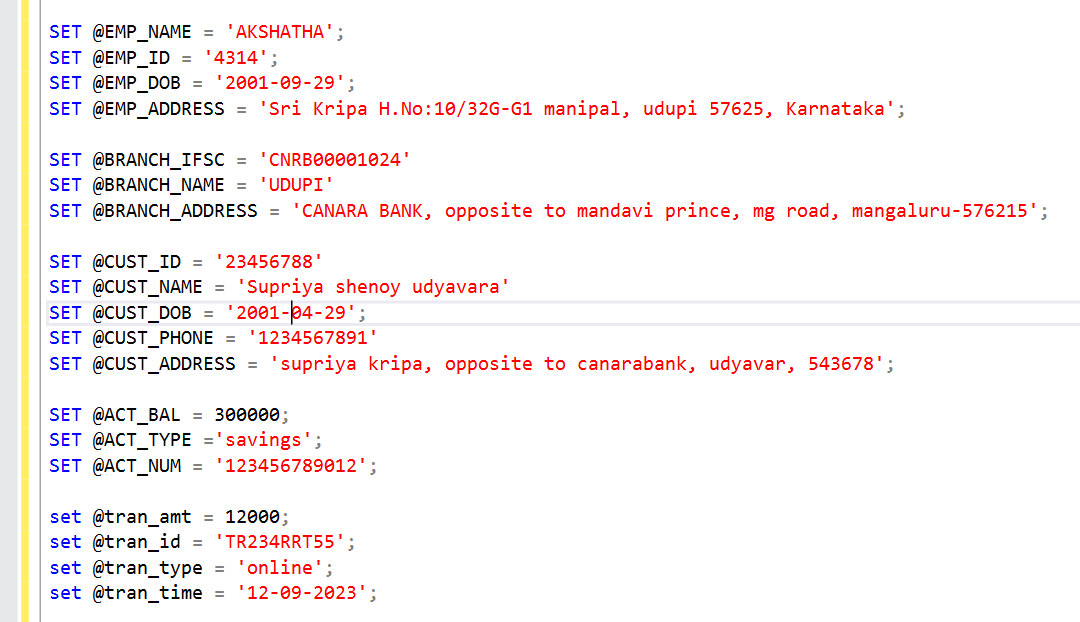 SET @EMP_NAME = 'AKSHATHA';
SET @EMP_ID = '4314';
SET @EMP_DOB = '2001-09-29';
SET @EMP_ADDRESS = 'Sri Kripa H.No:10/32G-G1 manipal, udupi 57625, Karnataka';
SET @BRANCH_IFSC = 'CNRB00001024'
SET @BRANCH_NAME = 'UDUPI'
SET @BRANCH_ADDRESS = 'CANARA BANK, opposite to mandavi prince, mg road, mangaluru-576215';
SET @CUST_ID = '23456788'
SET @CUST_NAME = 'Supriya shenoy udyavara'
SET @CUST_DOB = '2001-04-29';
SET @CUST_PHONE = '1234567891'
SET @CUST_ADDRESS = 'supriya kripa, opposite to canarabank, udyavar, 543678';
SET @ACT_BAL = 300000;
SET @ACT_TYPE ='savings';
SET @ACT_NUM = '123456789012';
set @tran_amt = 12000;
set @tran_id = 'TR234RRT55';
set @tran_type = 'online';
set @tran_time = '12-09-2023';